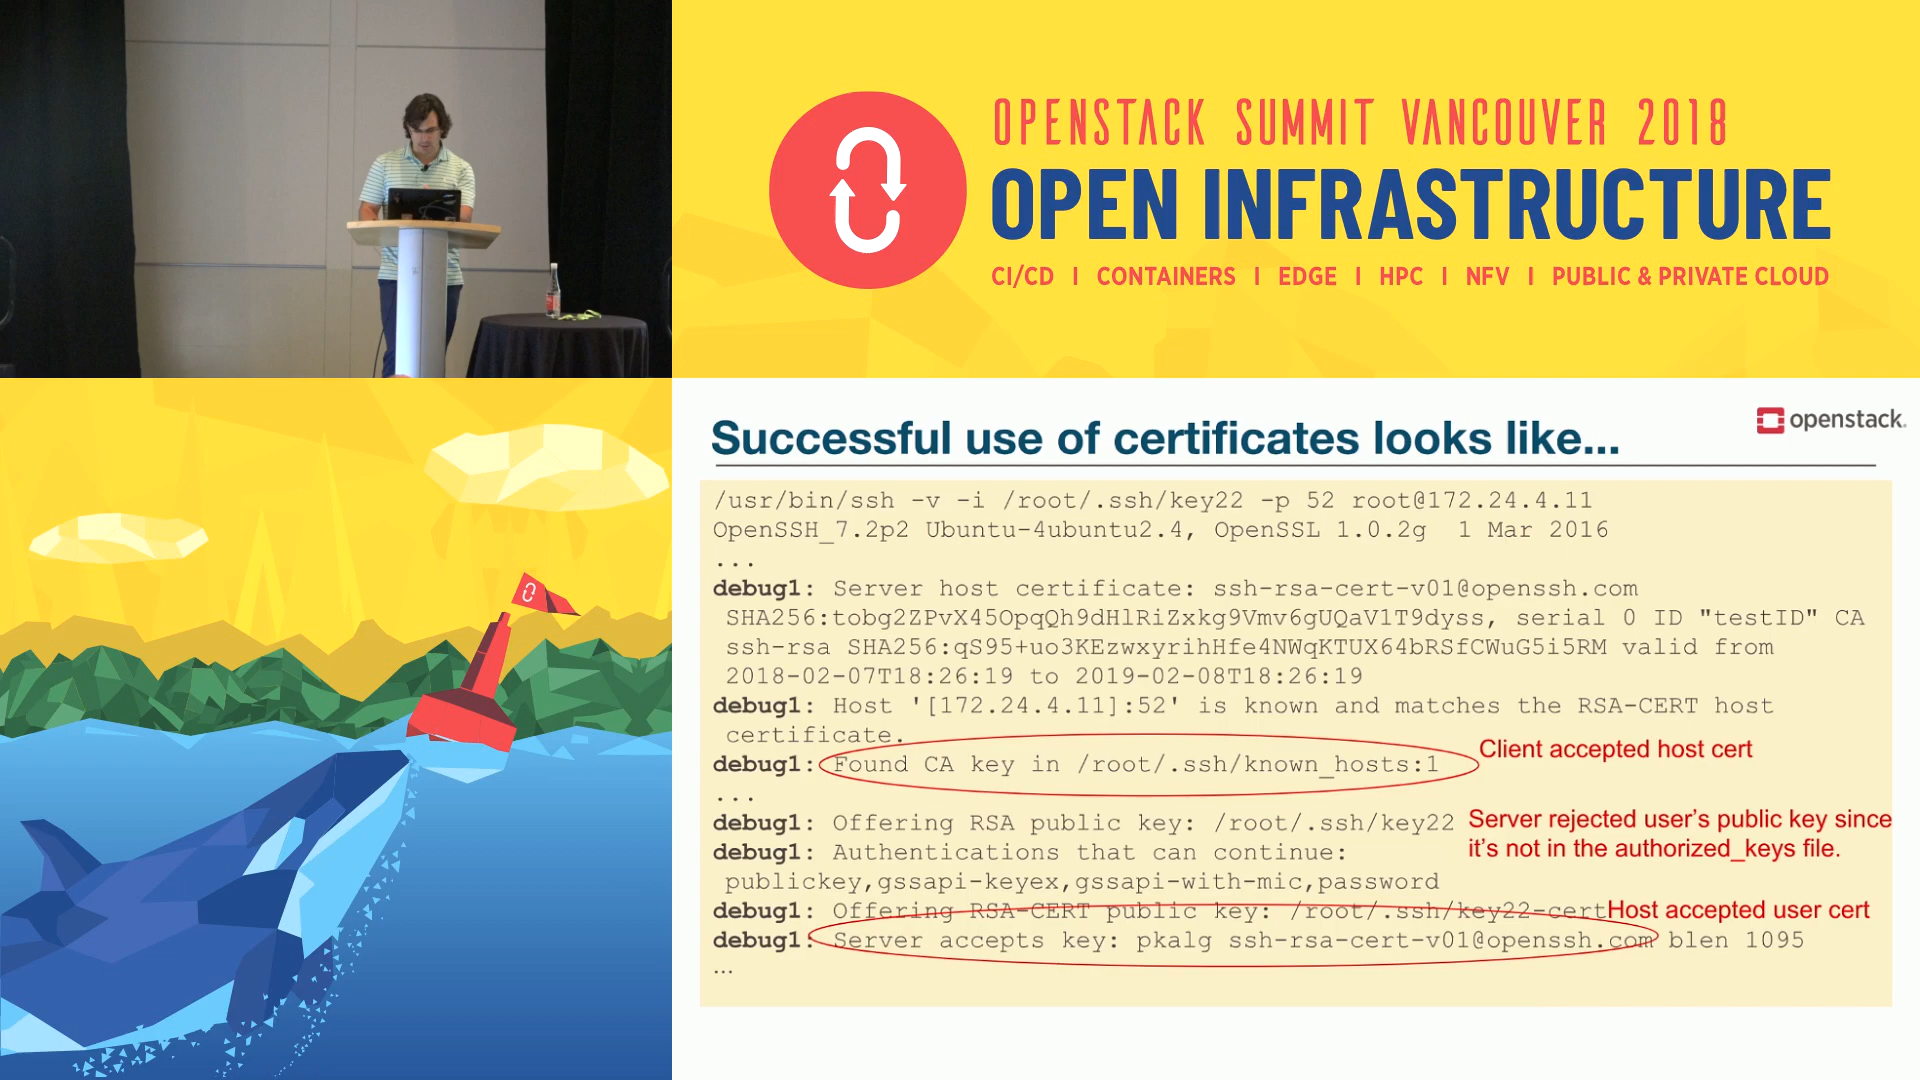 OPENSTACK SUMMIT VANCOUVER 2018
OPEN INFRASTRUCTURE
CI/CD I CONTAINERS I EDGE I HPC I NFV I PUBLIC & PRIVATE CLOUD
openstack.
Successful use of certificates looks like...
/usr/bin/ssh -v -i /root/.ssh/key22 -p 52 root@172.24.4.11
OpenSSH_7.2p2 Ubuntu-4ubuntu2.4, OpenSSL 1.0.2g 1 Mar 2016
...
debug1: Server host certificate: ssh-rsa-cert-v01@openssh.com
SHA256:tobg2ZPvX45OpqQh9dHlRiZxkg9Vmv6gUQaV1T9dyss, serial 0 ID "testID" CA
ssh-rsa SHA256:qS95+uo3KEzwxyrihHfe4NWqKTUX64bRSfCWuG5i5RM valid from
2018-02-07T18:26:19 to 2019-02-08T18:26:19
debug1: Host '[172.24.4.11]:52' is known and matches the RSA-CERT host
certificate.
debug1: Found CA key in /root/.ssh/known_hosts:1
Client accepted host cert
...
debug1: Offering RSA public key: /root/.ssh/key22
Server rejected user's public key since
it's not in the authorized_keys file.
debug1: Authentications that can continue:
publickey,gssapi-keyex,gssapi-with-mic,password
debug1: Offering RSA-CERT public key: /root/.ssh/key22-cert
Host accepted user cert
debug1: Server accepts key: pkalg ssh-rsa-cert-v01@openssh.com blen 1095
...